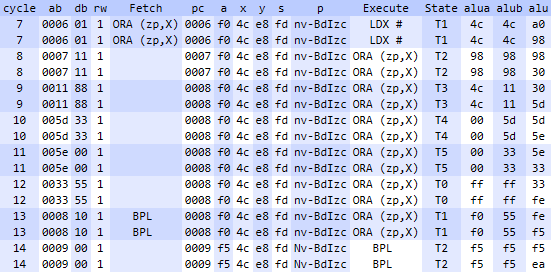 cycle ab db rw Fetch pc a x y s p Execute State alua alub alu
7 0006 01 1 ORA (zp,X) 0006 f0 4c e8 fd nv-BdIzc LDX # T1 4c 4c a0
7 0006 01 1 ORA (zp,X) 0006 f0 4c e8 fd nv-BdIzc LDX # T1 4c 4c 98
8 0007 11 1 0007 f0 4c e8 fd nv-BdIzc ORA (zp,X) T2 98 98 98
8 0007 11 1 0007 f0 4c e8 fd nv-BdIzc ORA (zp,X) T2 98 98 30
9 0011 88 1 0008 f0 4c e8 fd nv-BdIzc ORA (zp,X) T3 4c 11 30
9 0011 88 1 0008 f0 4c e8 fd nv-BdIzc ORA (zp,X) T3 4c 11 5d
10 005d 33 1 0008 f0 4c e8 fd nv-BdIzc ORA (zp,X) T4 00 5d 5d
10 005d 33 1 0008 f0 4c e8 fd nv-BdIzc ORA (zp,X) T4 00 5d 5e
11 005e 00 1 0008 f0 4c e8 fd nv-BdIzc ORA (zp,X) T5 00 33 5e
11 005e 00 1 0008 f0 4c e8 fd nv-BdIzc ORA (zp,X) T5 00 33 33
12 0033 55 1 0008 f0 4c e8 fd nv-BdIzc ORA (zp,X) T0 ff ff 33
12 0033 55 1 0008 f0 4c e8 fd nv-BdIzc ORA (zp,X) T0 ff ff fe
13 0008 10 1 BPL 0008 f0 4c e8 fd nv-BdIzc ORA (zp,X) T1 f0 55 fe
13 0008 10 1 BPL 0008 f0 4c e8 fd nv-BdIzc ORA (zp,X) T1 f0 55 f5
14 0009 00 1 0009 f5 4c e8 fd Nv-BdIzc BPL T2 f5 f5 f5
14 0009 00 1 0009 f5 4c e8 fd Nv-BdIzc BPL T2 f5 f5 ea